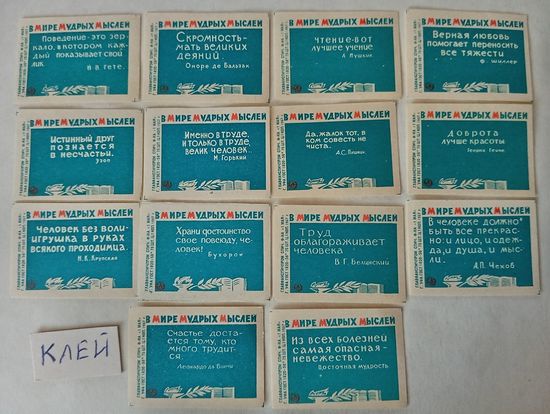 Поведение-это зер-
кало, в котором каж-
дый показывает свой
лик.
И.В. Гёте.
В МИРЕ МУДРЫХ МЫСЛЕЙ
Скромность-
мать великих
деяний.
Оноре де Бальзак
В МИРЕ МУДРЫХ МЫСЛЕЙ
Чтение-вот
лучшее учение
А. Пушкин
В МИРЕ МУДРЫХ МЫСЛЕЙ
Верная любовь
помогает переносить
все тяжести
Ф. Шиллер
В МИРЕ МУДРЫХ МЫСЛЕЙ
Истинный друг
познается
в несчастьи.
Эзоп
В МИРЕ МУДРЫХ МЫСЛЕЙ
Именно в труде,
и только в труде,
велик человек.
М. Горький
В МИРЕ МУДРЫХ МЫСЛЕЙ
Да, жалок тот, в
ком совесть не
чиста.
А.С. Пушкин
В МИРЕ МУДРЫХ МЫСЛЕЙ
Доброта
лучше красоты
Генрих Гейне
В МИРЕ МУДРЫХ МЫСЛЕЙ
Человек без воли-
игрушка в руках
всякого проходимца.
Н.К. Крупская
В МИРЕ МУДРЫХ МЫСЛЕЙ
Храни достоинство
свое повсюду, че-
ловек!
В МИРЕ МУДРЫХ МЫСЛЕЙ
Труд
облагораживает
человека
В.Г. Белинский
В МИРЕ МУДРЫХ МЫСЛЕЙ
В человеке должно
быть все прекрас-
но: и лицо, и одеж-
да, и душа, и мыс-
ли.
А.П. Чехов
КЛЕЙ
В МИРЕ МУДРЫХ МЫСЛЕЙ
Счастье доста-
ется тому, кто
много трудит-
ся.
Леонардо да Винчи
В МИРЕ МУДРЫХ МЫСЛЕЙ
Из всех болезней
самая опасная-
невежество.
Восточная мудрость